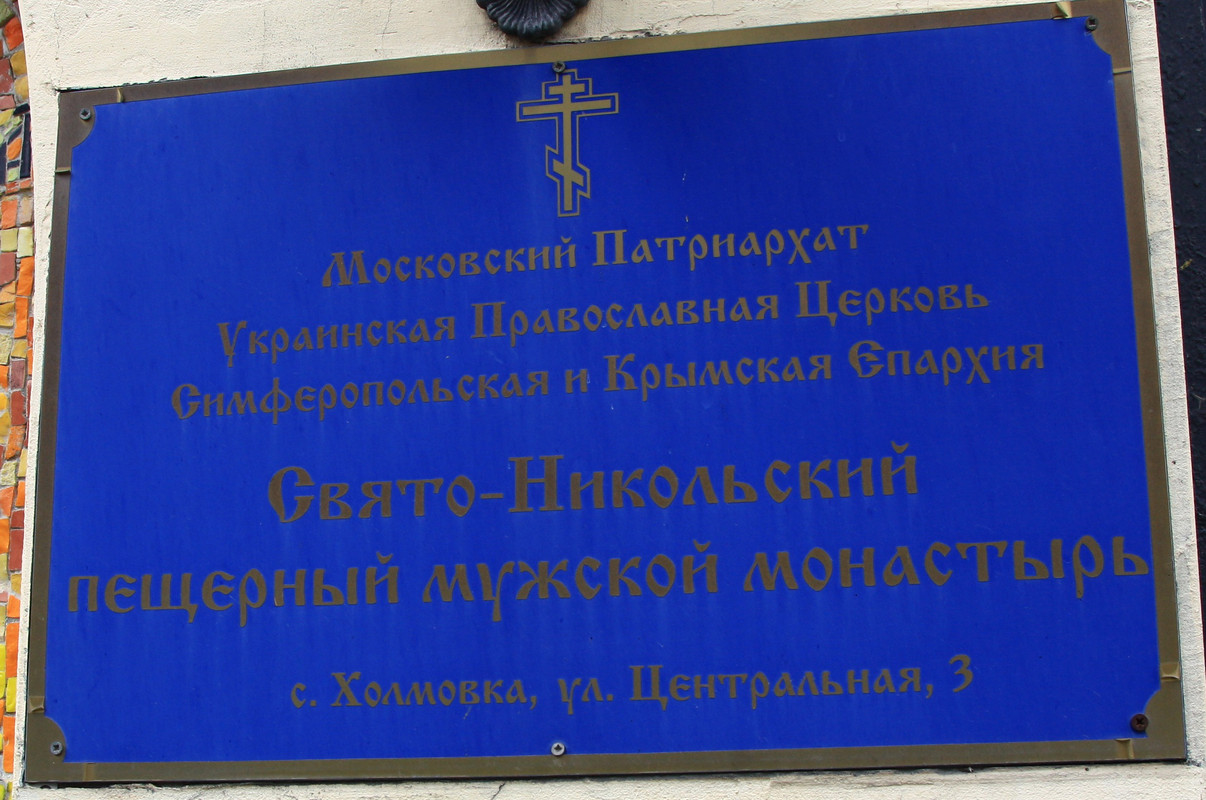 Московский Патриархат
Украинская Православная Церковь
Симферопольская и Крымская Епархия
Свято-Никольский
пещерный мужской монастырь
с. Холмовка, ул. Центральная, 3